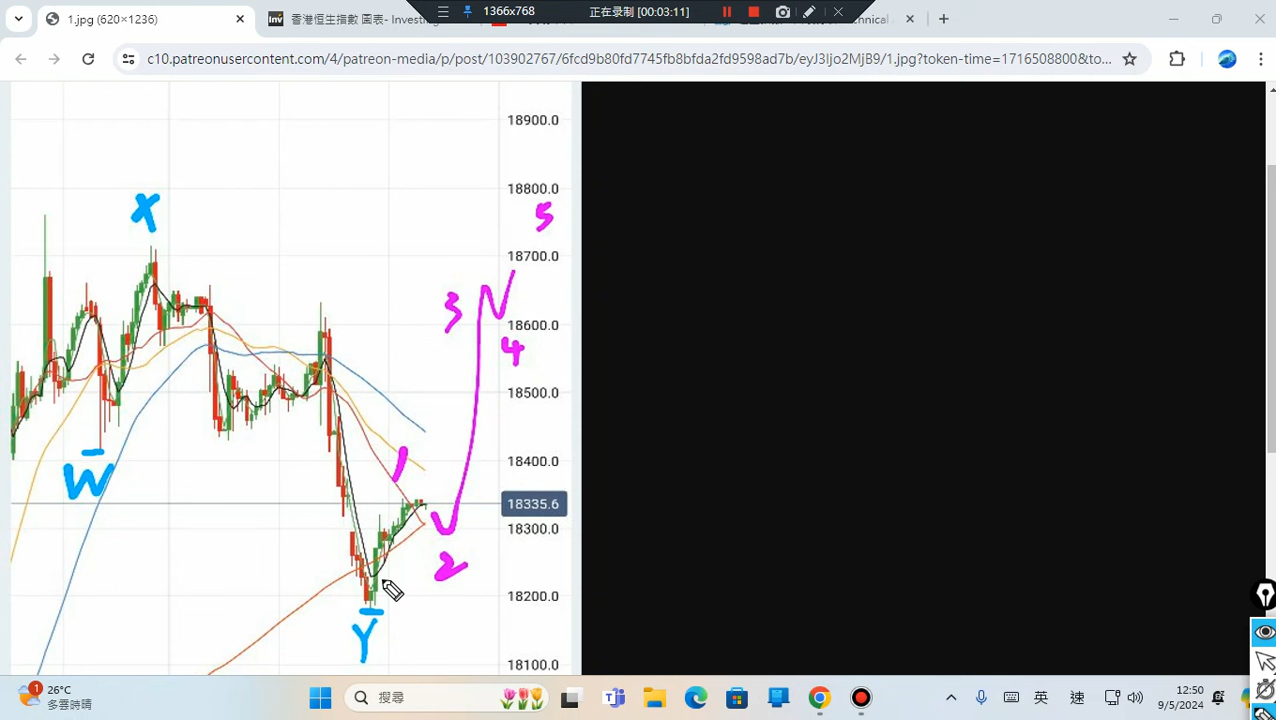 1.jpg (620×1236)
香港恒生指數 圖表- Investing
1366x768
正在录制 [00:03:11]
nnical
c10.patreonusercontent.com/4/patreon-media/p/post/103902767/6fcd9b80fd7745fb8bfda2fd9598ad7b/eyJ3Ijo2MjB9/1.jpg?token-time=1716508800&to...
18900.0
18800.0
X
5
18700.0
3
18600.0
4
18500.0
18400.0
1
W
18335.6
18300.0
2
18200.0
Y
18100.0
1
26°C
多雲時晴
搜尋
英
速
12:50
9/5/2024